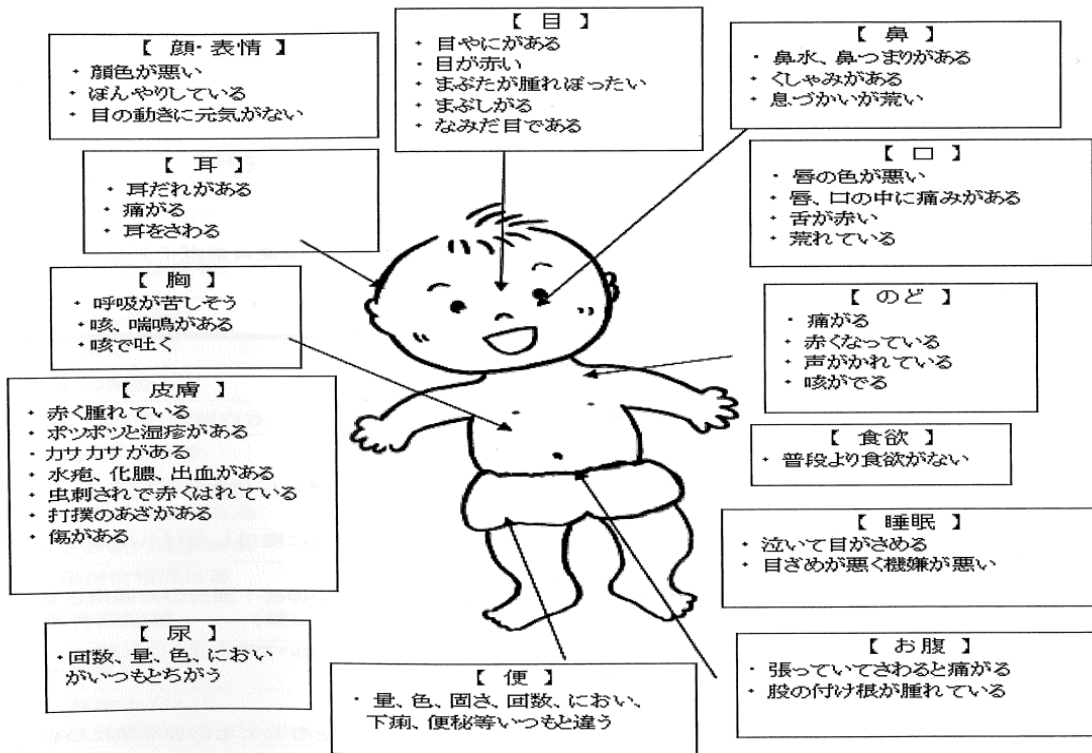 【 顔・表情 】
・ 顔色が悪い
・ ぼんやりしている
・ 目の動きに元気がない
【 目 】
・ 目やにがある
・ 目が赤い
・ まぶたが腫れぼったい
・ まぶしがる
・ なみだ目である
【 鼻 】
・ 鼻水、鼻つまりがある
・ くしゃみがある
・ 息づかいが荒い
【 耳 】
・ 耳だれがある
・ 痛がる
・ 耳をさわる
【 口 】
・ 唇の色が悪い
・ 唇、口の中に痛みがある
・ 舌が赤い
・ 荒れている
【 胸 】
・ 呼吸が苦しそう
・咳、喘鳴がある
・咳で吐く
【 のど 】
・ 痛がる
・ 赤くなっている
・ 声がかれている
・ 咳がでる
【 皮膚 】
・ 赤く腫れている
・ ポツポツと湿疹がある
・ カサカサがある
・ 水疱、化膿、出血がある
・ 虫刺されで赤くはれている
・ 打撲のあざがある
・ 傷がある
【 食欲 】
・ 普段より食欲がない
【 睡眠 】
・ 泣いて目がさめる
・ 目ざめが悪く機嫌が悪い
【 尿 】
・ 回数、量、色、におい
がいつもとちがう
【 便 】
・ 量、色、固さ、回数、におい、
下痢、便秘等いつもと違う
【 お腹 】
・ 張っていてさわると痛がる
・ 股の付け根が腫れている